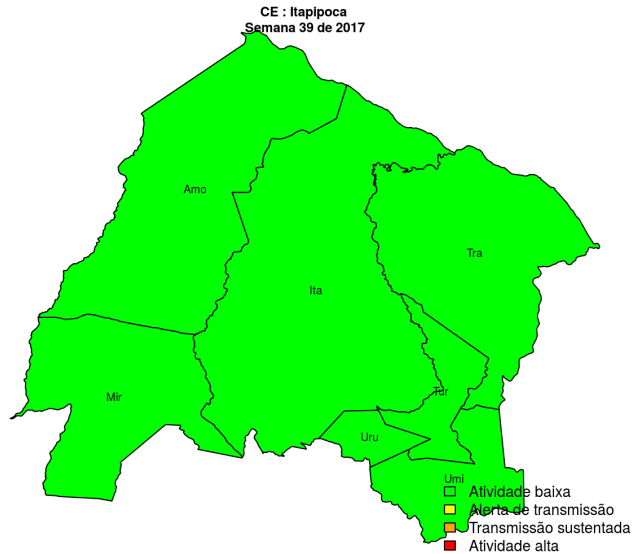 CE : Itapipoca
Semana 39 de 2017
Amo
Tra
Ita
Tur
Mir
Uru
Umi
Atividade baixa
Alerta de transmissão
Transmissão sustentada
Atividade alta